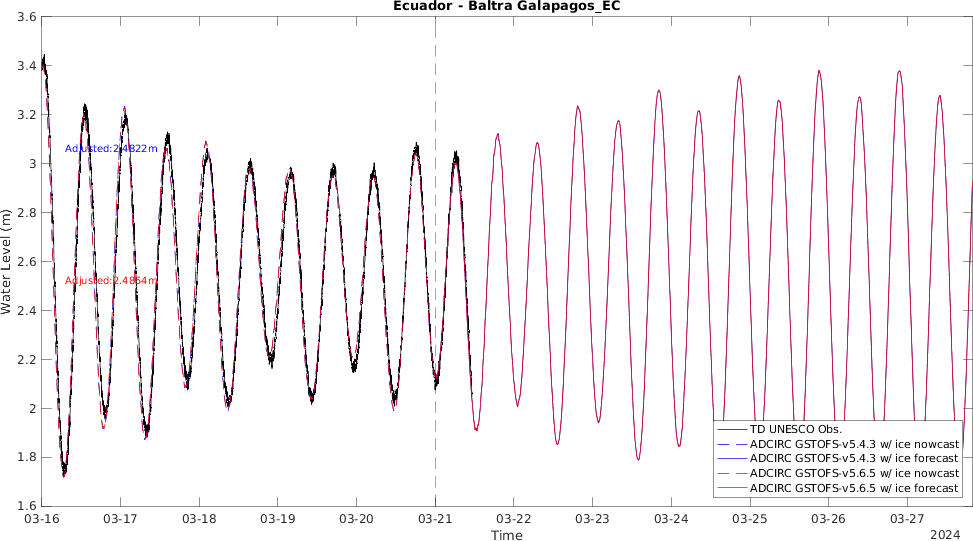 Ecuador - Baltra Galapagos_EC
3.6
3.4
3.2
3
2.8
2.6
2.4
2.2
2
1.8
1.6
Water Level (m)
Adjusted:2.4822m
Adjusted:2.4864m
TD UNESCO Obs.
ADCIRC GSTOFS-v5.4.3 w/ ice nowcast
ADCIRC GSTOFS-v5.4.3 w/ ice forecast
ADCIRC GSTOFS-v5.6.5 w/ ice nowcast
ADCIRC GSTOFS-v5.6.5 w/ ice forecast
03-16 03-17 03-18 03-19 03-20 03-21 03-22 03-23 03-24 03-25 03-26 03-27
Time
2024